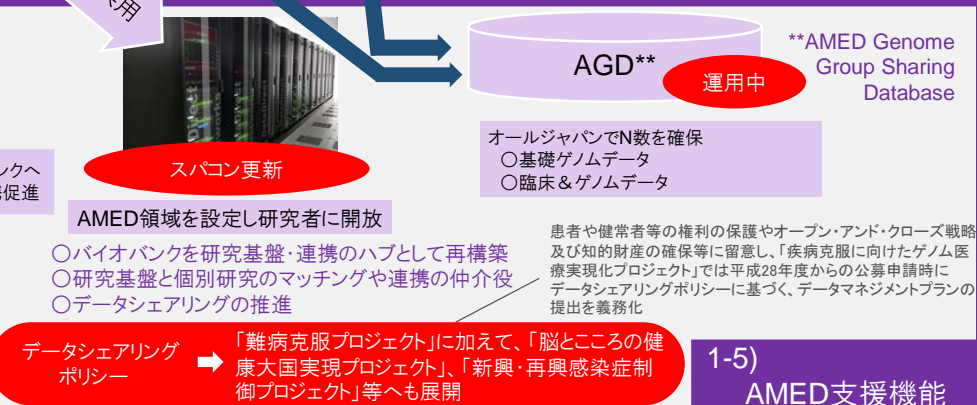 用
AGD**
運用中
**AMED Genome
Group Sharing
Database
スパコン更新
オールジャパンでN数を確保
○基礎ゲノムデータ
○臨床&ゲノムデータ
ンクへ
携促進
AMED領域を設定し研究者に開放
○バイオバンクを研究基盤・連携のハブとして再構築
○研究基盤と個別研究のマッチングや連携の仲介役
○データシェアリングの推進
患者や健常者等の権利の保護やオープン・アンド・クローズ戦略
及び知的財産の確保等に留意し、「疾病克服に向けたゲノム医
療実現化プロジェクト」では平成28年度からの公募申請時に
データシェアリングポリシーに基づく、データマネジメントプランの
提出を義務化
データシェアリング
ポリシー
「難病克服プロジェクト」に加えて、「脳とこころの健
康大国実現プロジェクト」、「新興・再興感染症制
御プロジェクト」等へも展開
1-5)
AMED支援機能